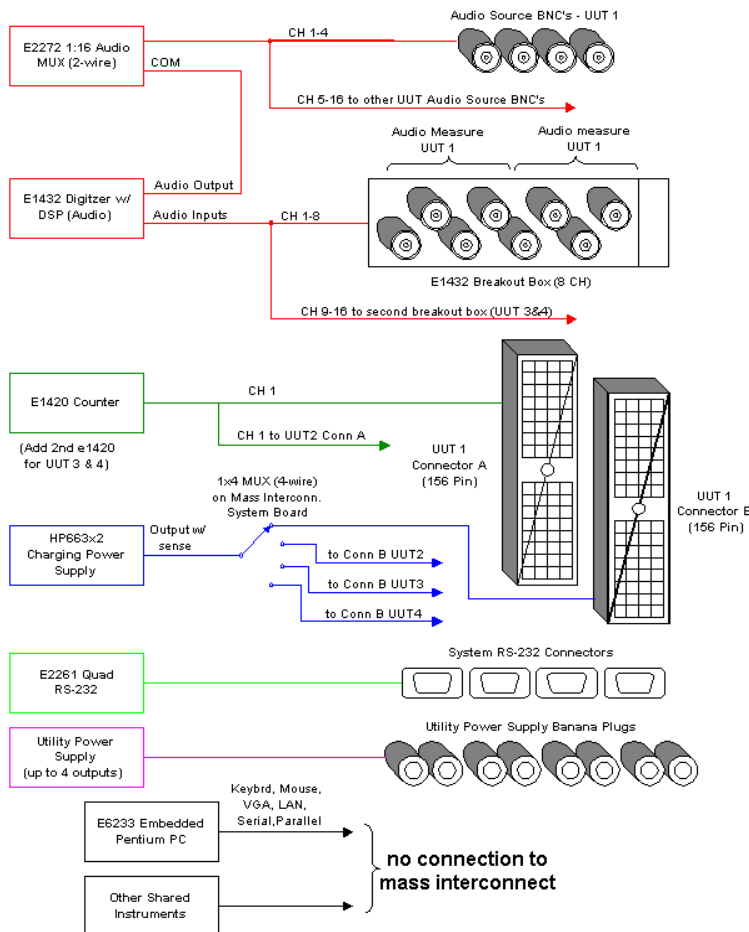 Audio Source BNC's - UUT 1
E2272 1:16 Audio
MUX (2-wire)
CH 1-4
COM
CH 5-16 to other UUT Audio Source BNC's
Audio Measure
UUT 1
Audio measure
UUT 1
E1432 Digitzer w/
DSP (Audio)
Audio Output
Audio Inputs
CH 1-8
E1432 Breakout Box (8 CH)
CH 9-16 to second breakout box (UUT 3&4)
E1420 Counter
CH 1
(Add 2nd e1420
for UUT 3 & 4)
CH 1 to UUT2 Conn A
UUT 1
Connector A
(156 Pin)
1x4 MUX (4-wire)
on Mass Interconn.
System Board
UUT 1
Connector B
(156 Pin)
HP663x2
Charging Power
Supply
Output w/
sense
to Conn B UUT2
to Conn B UUT3
to Conn B UUT4
E2261 Quad
RS-232
System RS-232 Connectors
Utility Power
Supply
(up to 4 outputs)
Utility Power Supply Banana Plugs
E6233 Embedded
Pentium PC
Keybrd, Mouse,
VGA, LAN,
Serial,Parallel
no connection to
mass interconnect
Other Shared
Instruments